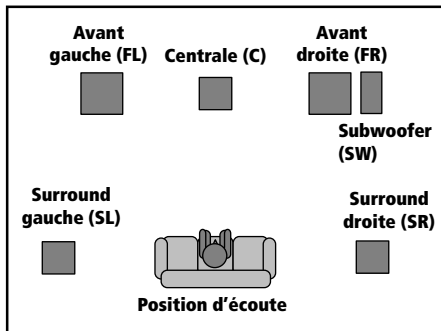 Avant
gauche (FL)
Centrale (C)
Avant
droite (FR)
Subwoofer
(SW)
Surround
gauche (SL)
Surround
droite (SR)
Position d'écoute